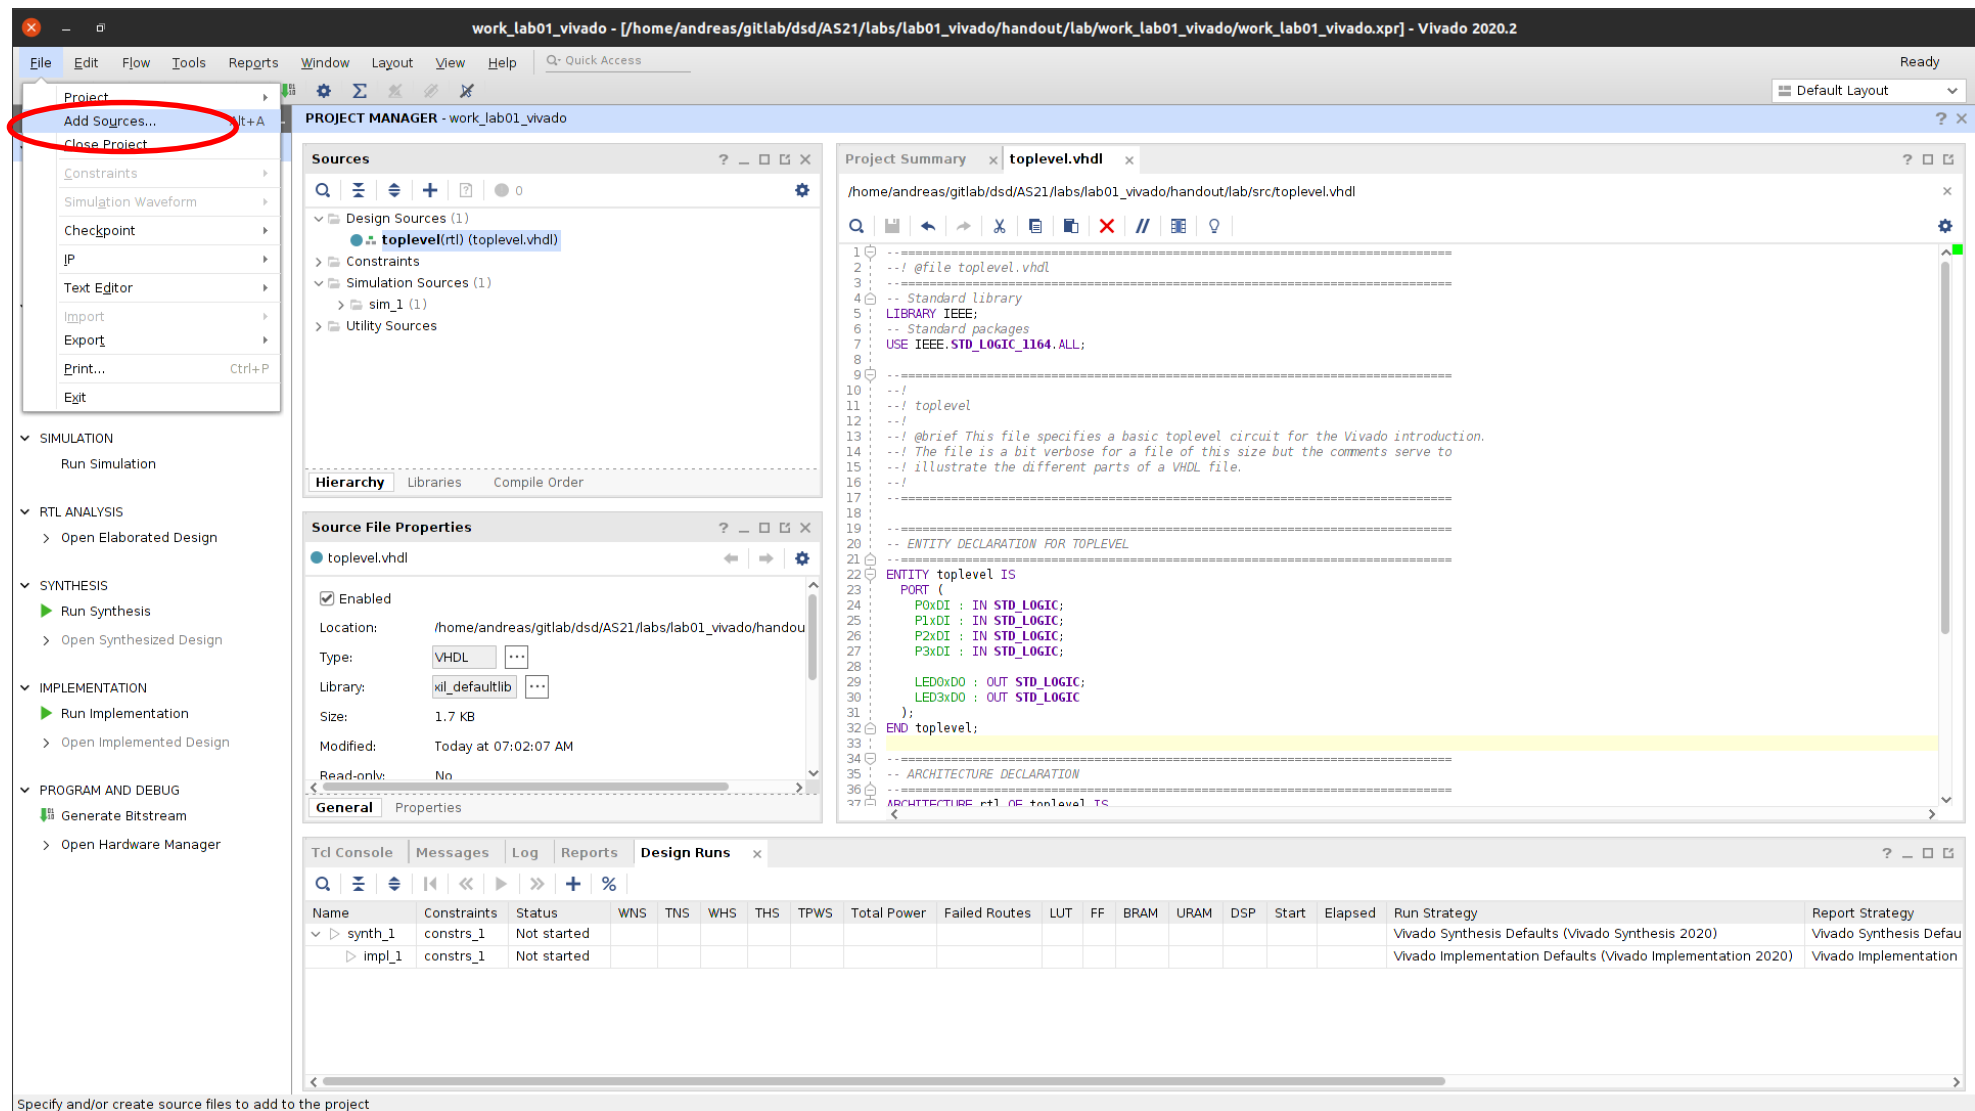 work_lab01_vivado - [/home/andreas/gitlab/dsd/AS21/labs/lab01_vivado/handout/lab/work_lab01_vivado/work_lab01_vivado.xpr] - Vivado 2020.2
File Edit Flow Tools Reports Window Layout View Help Quick Access Ready
Default Layout
Project
Add Sources... Alt+A
Close Project
Constraints
Simulation Waveform
Checkpoint
IP
Text Editor
Import
Export
Print... Ctrl+P
Exit
SIMULATION
Run Simulation
RTL ANALYSIS
Open Elaborated Design
SYNTHESIS
Run Synthesis
Open Synthesized Design
IMPLEMENTATION
Run Implementation
Open Implemented Design
PROGRAM AND DEBUG
Generate Bitstream
Open Hardware Manager
PROJECT MANAGER - work_lab01_vivado
Sources
0
Design Sources (1)
toplevel(rtl) (toplevel.vhdl)
Constraints
Simulation Sources (1)
sim_1 (1)
Utility Sources
Hierarchy Libraries Compile Order
Source File Properties
toplevel.vhdl
Enabled
Location: /home/andreas/gitlab/dsd/AS21/labs/lab01_vivado/handou
Type: VHDL
Library: xil_defaultlib
Size: 1.7 KB
Modified: Today at 07:02:07 AM
Read-only: No
General Properties
Project Summary toplevel.vhdl
/home/andreas/gitlab/dsd/AS21/labs/lab01_vivado/handout/lab/src/toplevel.vhdl
1 --=============================================================================
2 --! @file toplevel.vhdl
3 --=============================================================================
4 -- Standard library
5 LIBRARY IEEE;
6 -- Standard packages
7 USE IEEE.STD_LOGIC_1164.ALL;
8
9 --=============================================================================
10 --!
11 --! toplevel
12 --!
13 --! @brief This file specifies a basic toplevel circuit for the Vivado introduction.
14 --! The file is a bit verbose for a file of this size but the comments serve to
15 --! illustrate the different parts of a VHDL file.
16 --!
17 --=============================================================================
18
19 --=============================================================================
20 -- ENTITY DECLARATION FOR TOPLEVEL
21 --=============================================================================
22 ENTITY toplevel IS
23 PORT (
24 P0xDI : IN STD_LOGIC;
25 P1xDI : IN STD_LOGIC;
26 P2xDI : IN STD_LOGIC;
27 P3xDI : IN STD_LOGIC;
28
29 LED0xDO : OUT STD_LOGIC;
30 LED3xDO : OUT STD_LOGIC
31 );
32 END toplevel;
33
34 --=============================================================================
35 -- ARCHITECTURE DECLARATION
36 --=============================================================================
37 ARCHITECTURE rtl OF toplevel IS
Tcl Console Messages Log Reports Design Runs
Name Constraints Status WNS TNS WHS THS TPWS Total Power Failed Routes LUT FF BRAM URAM DSP Start Elapsed Run Strategy Report Strategy
synth_1 constrs_1 Not started Vivado Synthesis Defaults (Vivado Synthesis 2020) Vivado Synthesis Defau
impl_1 constrs_1 Not started Vivado Implementation Defaults (Vivado Implementation 2020) Vivado Implementation
Specify and/or create source files to add to the project